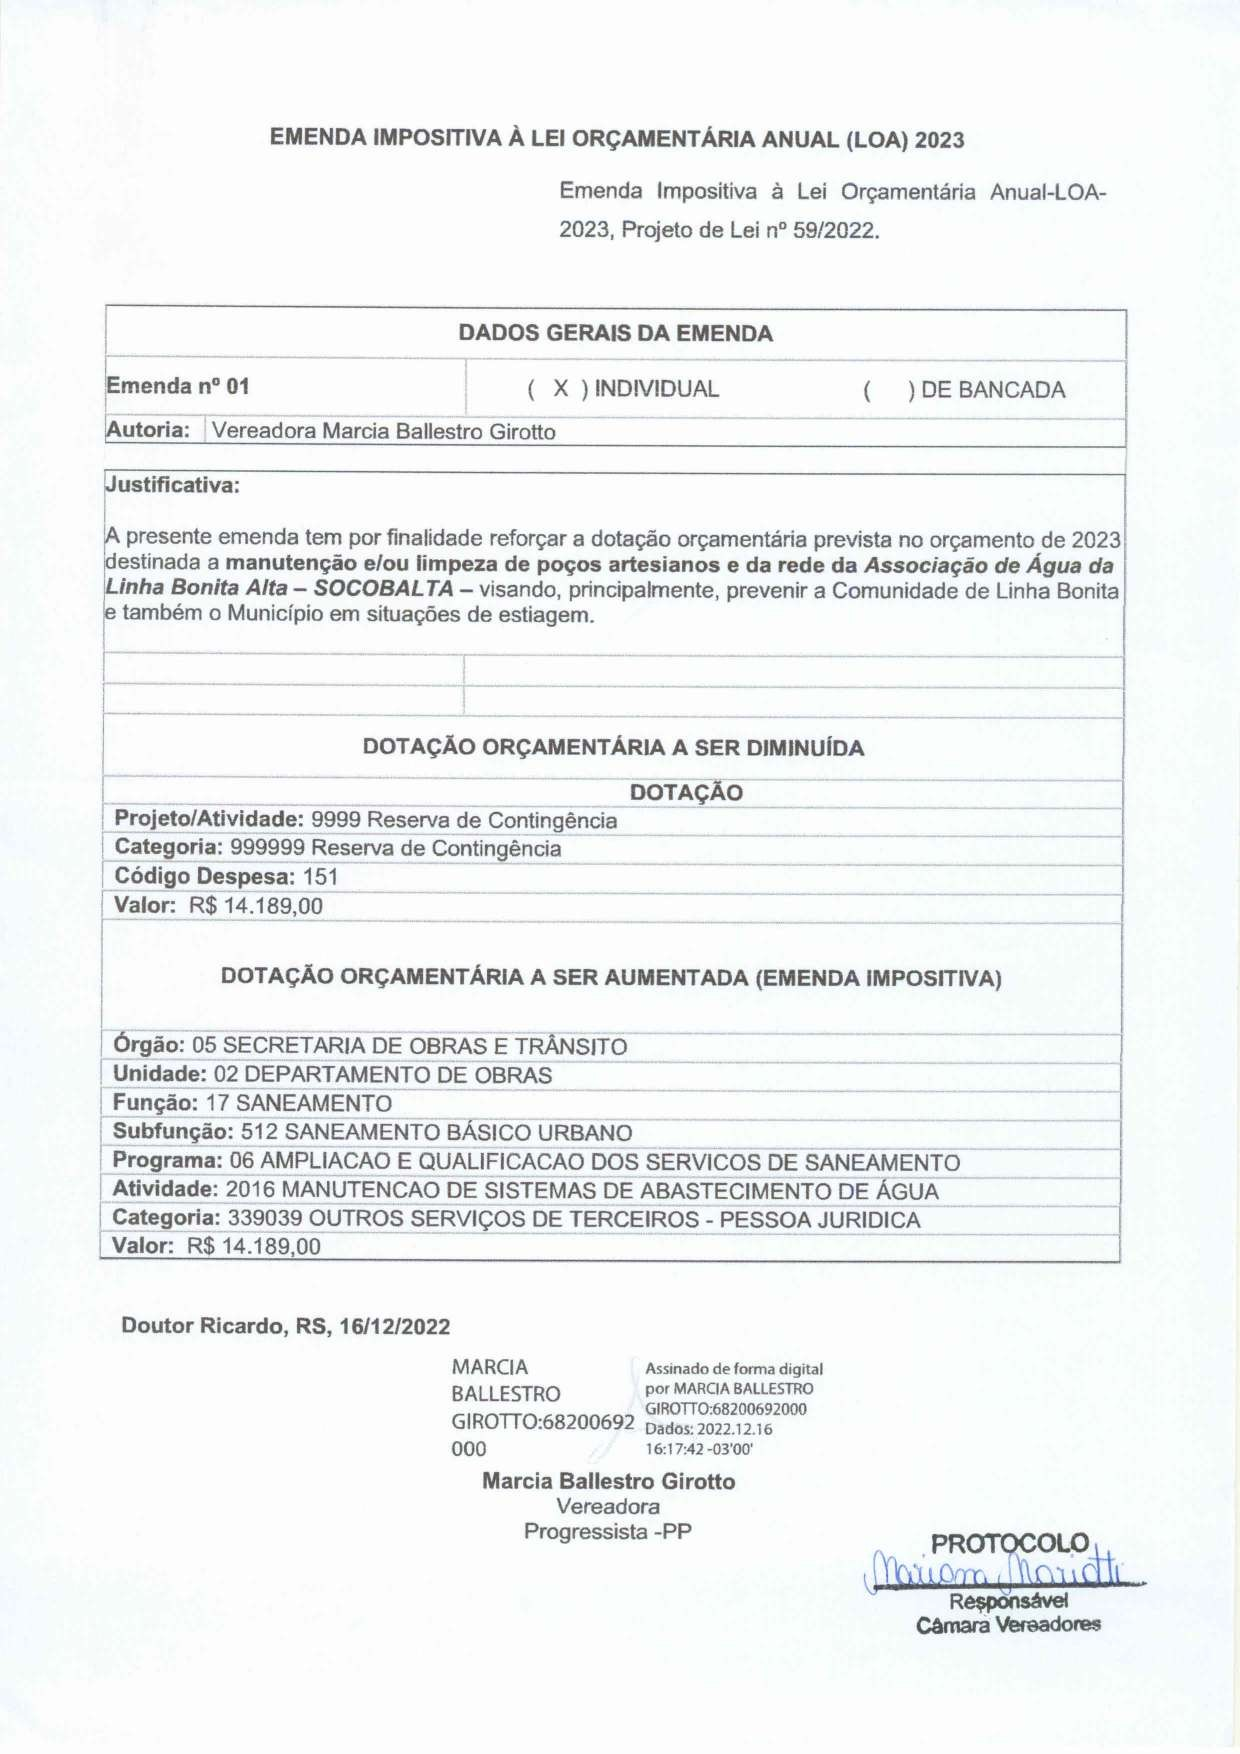 EMENDA IMPOSITIVA À LEI ORÇAMENTÁRIA ANUAL (LOA) 2023
Emenda Impositiva à Lei Orçamentária Anual-LOA-
2023, Projeto de Lei nº 59/2022.
DADOS GERAIS DA EMENDA
Emenda nº 01 ( X ) INDIVIDUAL ( ) DE BANCADA
Autoria: Vereadora Marcia Ballestro Girotto
Justificativa:
A presente emenda tem por finalidade reforçar a dotação orçamentária prevista no orçamento de 2023
destinada a manutenção e/ou limpeza de poços artesianos e da rede da Associação de Água da
Linha Bonita Alta – SOCOBALTA – visando, principalmente, prevenir a Comunidade de Linha Bonita
e também o Município em situações de estiagem.
DOTAÇÃO ORÇAMENTÁRIA A SER DIMINUÍDA
DOTAÇÃO
Projeto/Atividade: 9999 Reserva de Contingência
Categoria: 999999 Reserva de Contingência
Código Despesa: 151
Valor: R$ 14.189,00
DOTAÇÃO ORÇAMENTÁRIA A SER AUMENTADA (EMENDA IMPOSITIVA)
Órgão: 05 SECRETARIA DE OBRAS E TRÂNSITO
Unidade: 02 DEPARTAMENTO DE OBRAS
Função: 17 SANEAMENTO
Subfunção: 512 SANEAMENTO BÁSICO URBANO
Programa: 06 AMPLIACAO E QUALIFICACAO DOS SERVICOS DE SANEAMENTO
Atividade: 2016 MANUTENCAO DE SISTEMAS DE ABASTECIMENTO DE ÁGUA
Categoria: 339039 OUTROS SERVIÇOS DE TERCEIROS - PESSOA JURIDICA
Valor: R$ 14.189,00
Doutor Ricardo, RS, 16/12/2022
MARCIA
BALLESTRO
GIROTTO:68200692
000
Assinado de forma digital
por MARCIA BALLESTRO
GIROTTO:68200692000
Dados: 2022.12.16
16:17:42 -03'00'
Marcia Ballestro Girotto
Vereadora
Progressista -PP
PROTOCOLO
Mariana Mariotti
Responsável
Câmara Vereadores